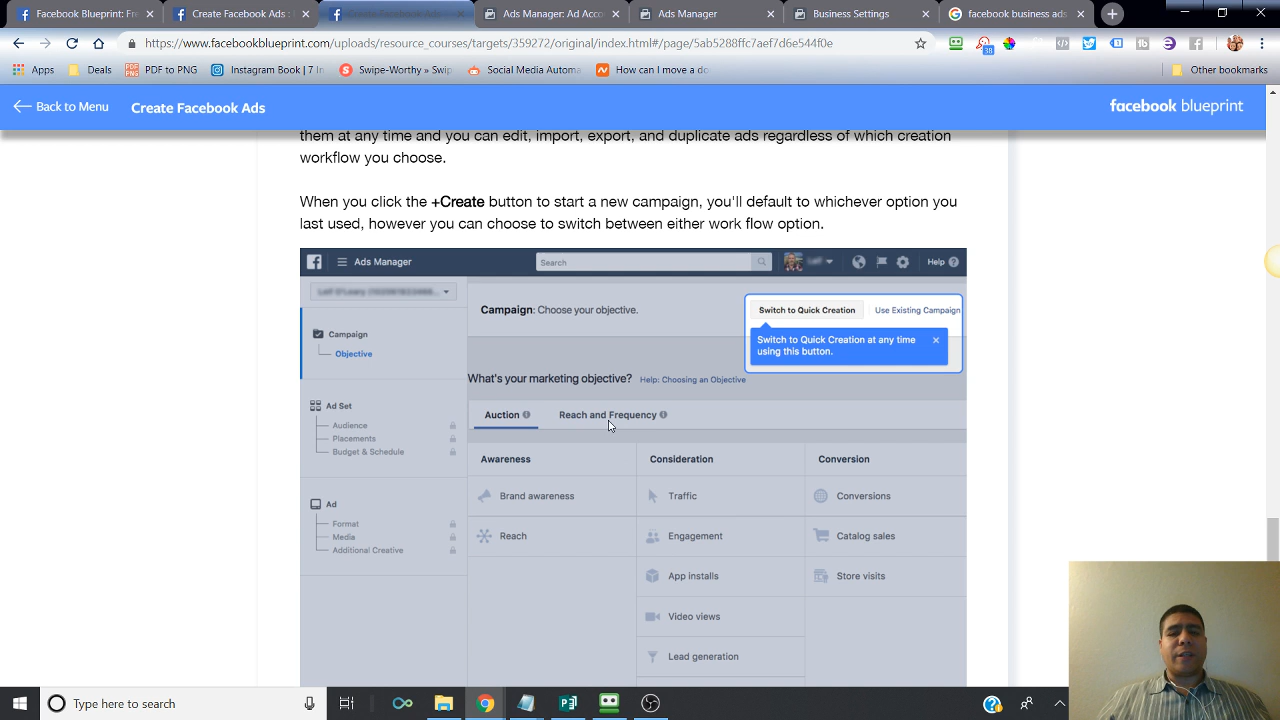 Facebook Blueprint: Fre
Create Facebook Ads |
Create Facebook Ads
Ads Manager: Ad Acco
Ads Manager
Business Settings
facebook business ads
https://www.facebookblueprint.com/uploads/resource_courses/targets/359272/original/index.html#/page/5ab5288ffc7aef7d6e544f0e
38
Apps
Deals
PDF to PNG
Instagram Book | 7 In
Swipe-Worthy » Swip
Social Media Automa
How can I move a do
Other bookmarks
Back to Menu
Create Facebook Ads
facebook blueprint
them at any time and you can edit, import, export, and duplicate ads regardless of which creation
workflow you choose.
When you click the +Create button to start a new campaign, you'll default to whichever option you
last used, however you can choose to switch between either work flow option.
Ads Manager
Search
Help
Campaign: Choose your objective.
Switch to Quick Creation
Use Existing Campaign
Switch to Quick Creation at any time
using this button.
Campaign
Objective
What's your marketing objective?
Help: Choosing an Objective
Ad Set
Audience
Placements
Budget & Schedule
Auction
Reach and Frequency
Awareness
Consideration
Conversion
Brand awareness
Traffic
Conversions
Ad
Format
Media
Additional Creative
Reach
Engagement
Catalog sales
App installs
Store visits
Video views
Lead generation
Type here to search